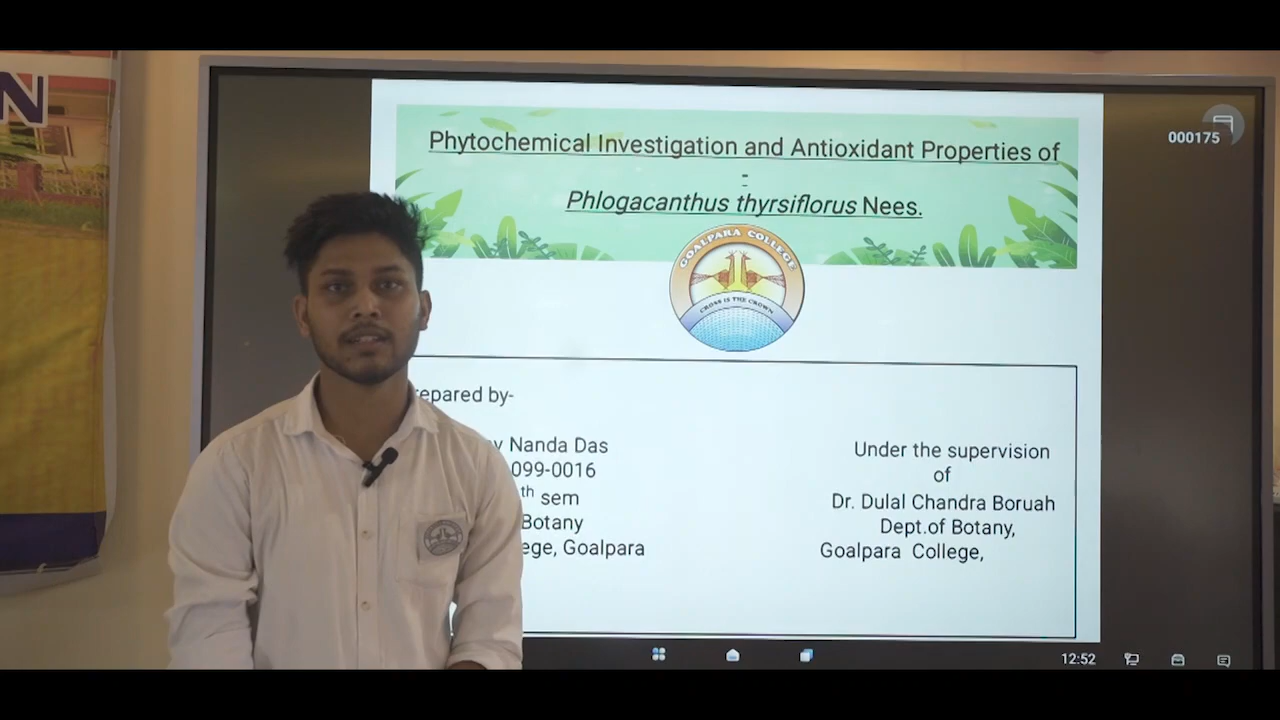 N
000175
Phytochemical Investigation and Antioxidant Properties of
-
Phlogacanthus thyrsiflorus Nees.
GOALPARA COLLEGE
CROSS IS THE CROWN
repared by-
Nanda Das
099-0016
th sem
Botany
ege, Goalpara
Under the supervision
of
Dr. Dulal Chandra Boruah
Dept.of Botany,
Goalpara College,
12:52